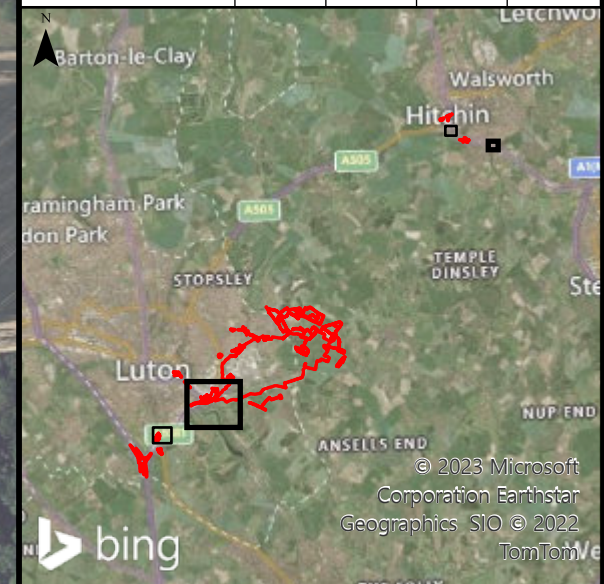 Letchwo
N
Barton-le-Clay
Walsworth
Hitchin
A505
ramingham Park
A505
don Park
TEMPLE
DINSLEY
STOPSLEY
Ste
Luton
NUP END
ANSELLS END
© 2023 Microsoft
Corporation Earthstar
Geographics SIO © 2022
TomTom
bing
We